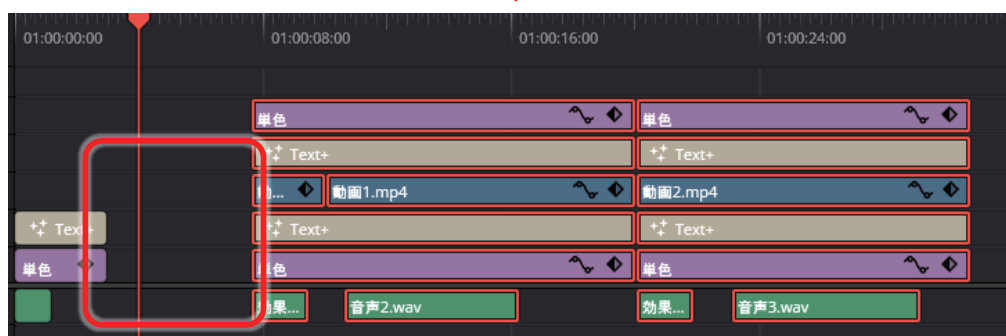 01:00:00:00 01:00:08:00 01:00:16:00 01:00:24:00
単色 単色
Text+ Text+
動... 動画1.mp4 動画2.mp4
Text+ Text+ Text+
単色 単色 単色
効果... 音声2.wav 効果... 音声3.wav